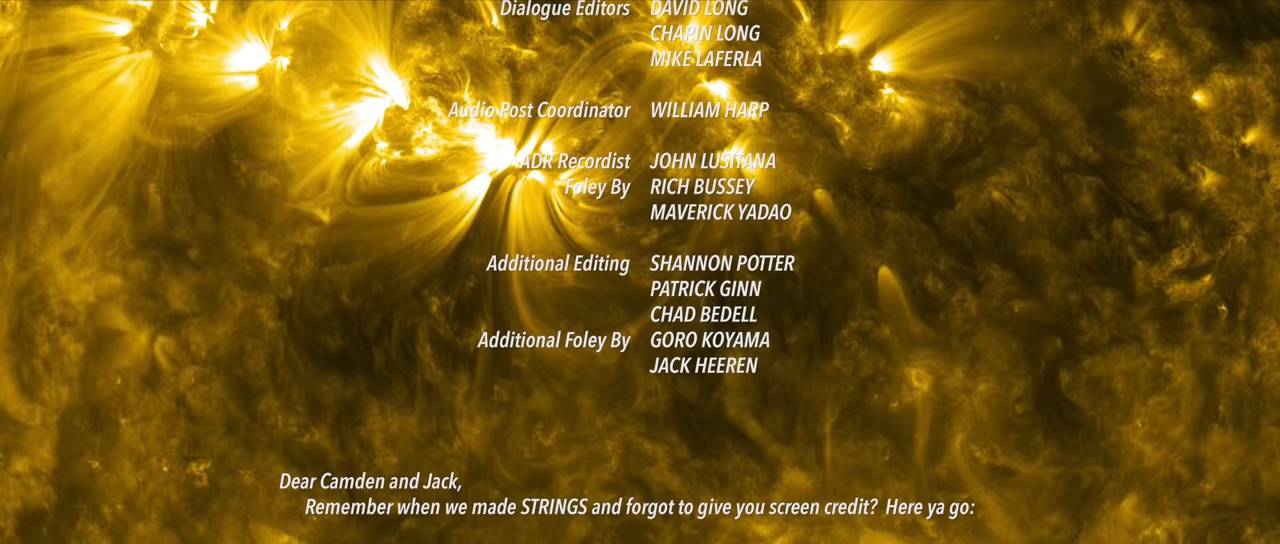 Dialogue Editors DAVID LONG
CHAPIN LONG
MIKE LAFERLA
Audio Post Coordinator WILLIAM HARP
ADR Recordist JOHN LUSITANA
Foley By RICH BUSSEY
MAVERICK YADAO
Additional Editing SHANNON POTTER
PATRICK GINN
CHAD BEDELL
Additional Foley By GORO KOYAMA
JACK HEEREN
Dear Camden and Jack,
Remember when we made STRINGS and forgot to give you screen credit? Here ya go: